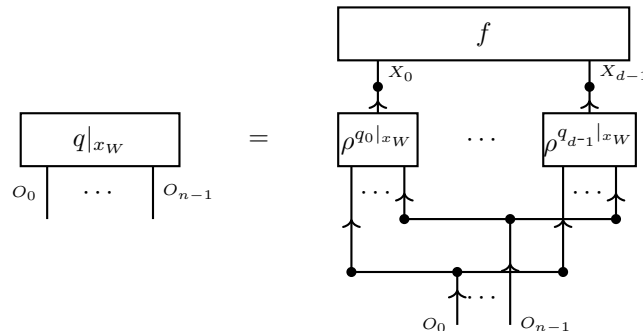 f
X_0 X_{d-1}
q|_{x_W} = ρ^{q_0|_{x_W}} ⋯ ρ^{q_{d-1}|_{x_W}}
O_0 ⋯ O_{n-1} ⋯ ⋯
O_0 ⋯ O_{n-1}